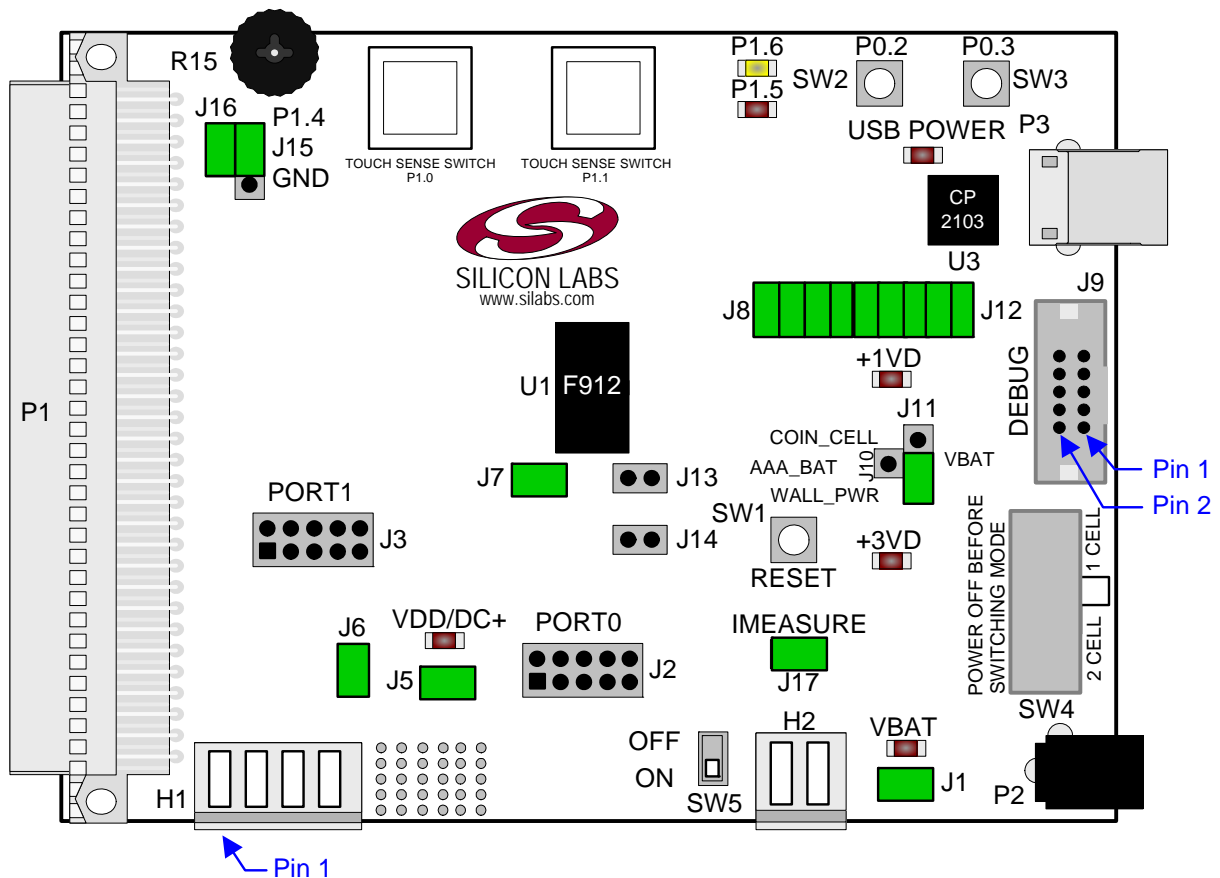 R15
J16
P1.4
J15
GND
TOUCH SENSE SWITCH
P1.0
TOUCH SENSE SWITCH
P1.1
P1.6
P1.5
P0.2
SW2
P0.3
SW3
USB POWER
P3
CP
2103
U3
SILICON LABS
www.silabs.com
J8
J12
J9
DEBUG
Pin 1
Pin 2
+1VD
U1
F912
J11
COIN_CELL
J10
AAA_BAT
VBAT
WALL_PWR
P1
J7
J13
J14
PORT1
J3
SW1
RESET
+3VD
POWER OFF BEFORE
SWITCHING MODE
2 CELL
1 CELL
SW4
J6
VDD/DC+
J5
PORT0
J2
IMEASURE
J17
H1
OFF
ON
SW5
H2
VBAT
J1
P2
Pin 1